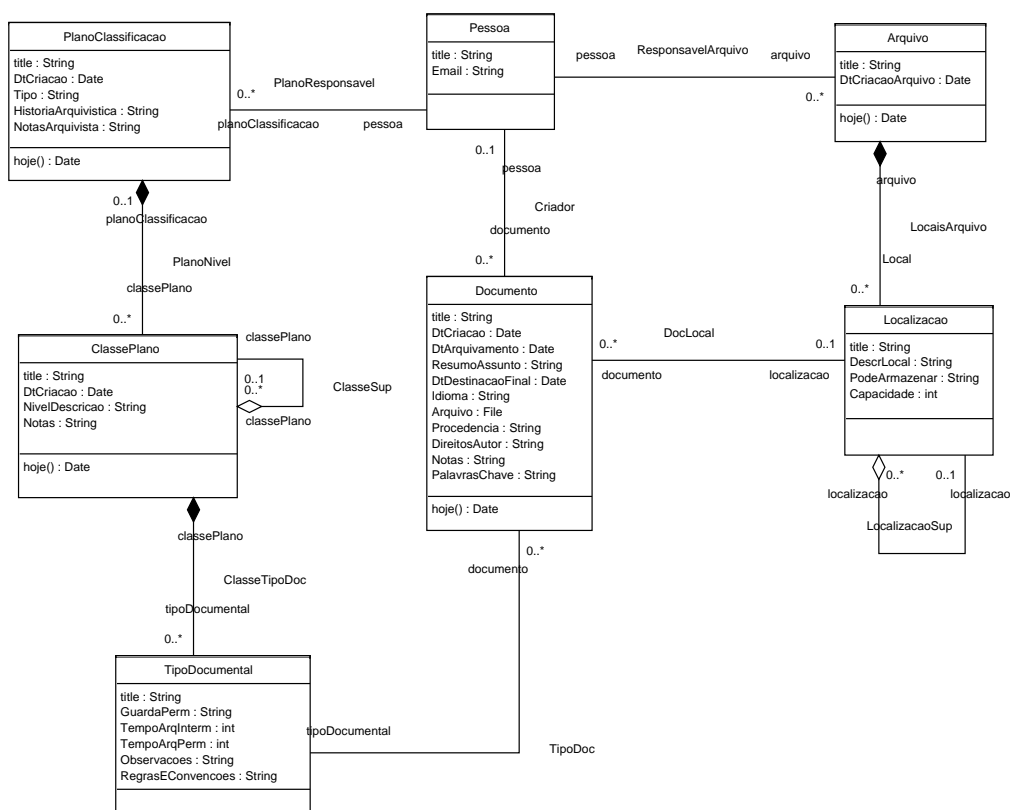 PlanoClassificacao
title : String
DtCriacao : Date
Tipo : String
HistoriaArquivistica : String
NotasArquivista : String
hoje() : Date
0..*
PlanoResponsavel
planoClassificacao
pessoa
Pessoa
title : String
Email : String
pessoa
ResponsavelArquivo
arquivo
0..*
Arquivo
title : String
DtCriacaoArquivo : Date
hoje() : Date
0..1
planoClassificacao
PlanoNivel
classePlano
0..*
0..1
pessoa
Criador
documento
0..*
arquivo
LocaisArquivo
Local
0..*
ClassePlano
title : String
DtCriacao : Date
NivelDescricao : String
Notas : String
hoje() : Date
classePlano
0..1
0..*
ClasseSup
classePlano
Documento
title : String
DtCriacao : Date
DtArquivamento : Date
ResumoAssunto : String
DtDestinacaoFinal : Date
Idioma : String
Arquivo : File
Procedencia : String
DireitosAutor : String
Notas : String
PalavrasChave : String
hoje() : Date
0..*
DocLocal
0..1
documento
localizacao
Localizacao
title : String
DescrLocal : String
PodeArmazenar : String
Capacidade : int
0..*
0..1
localizacao
localizacao
LocalizacaoSup
classePlano
ClasseTipoDoc
tipoDocumental
0..*
0..*
documento
TipoDocumental
title : String
GuardaPerm : String
TempoArqInterm : int
TempoArqPerm : int
Observacoes : String
RegrasEConvencoes : String
tipoDocumental
TipoDoc